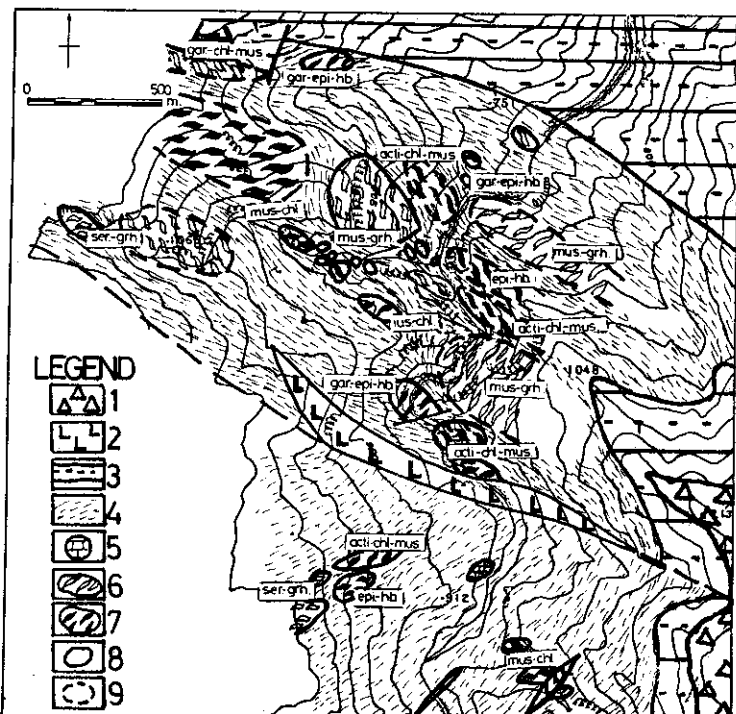 gar-chl-mus
gar-epi-hb
0 500
m.
751
acti-chl-mus
gar-epi-hb
mus-chl
ser-grh
mus-grh
mus-grh
epi-hb
mus-chl
acti-chl-mus
LEGEND
gar-epi-hb
mus-grh
1048
1
2
acti-chl-mus
3
4
5
acti-chl-mus
6
ser-grh
epi-hb
912
7
8
mus-chl
9